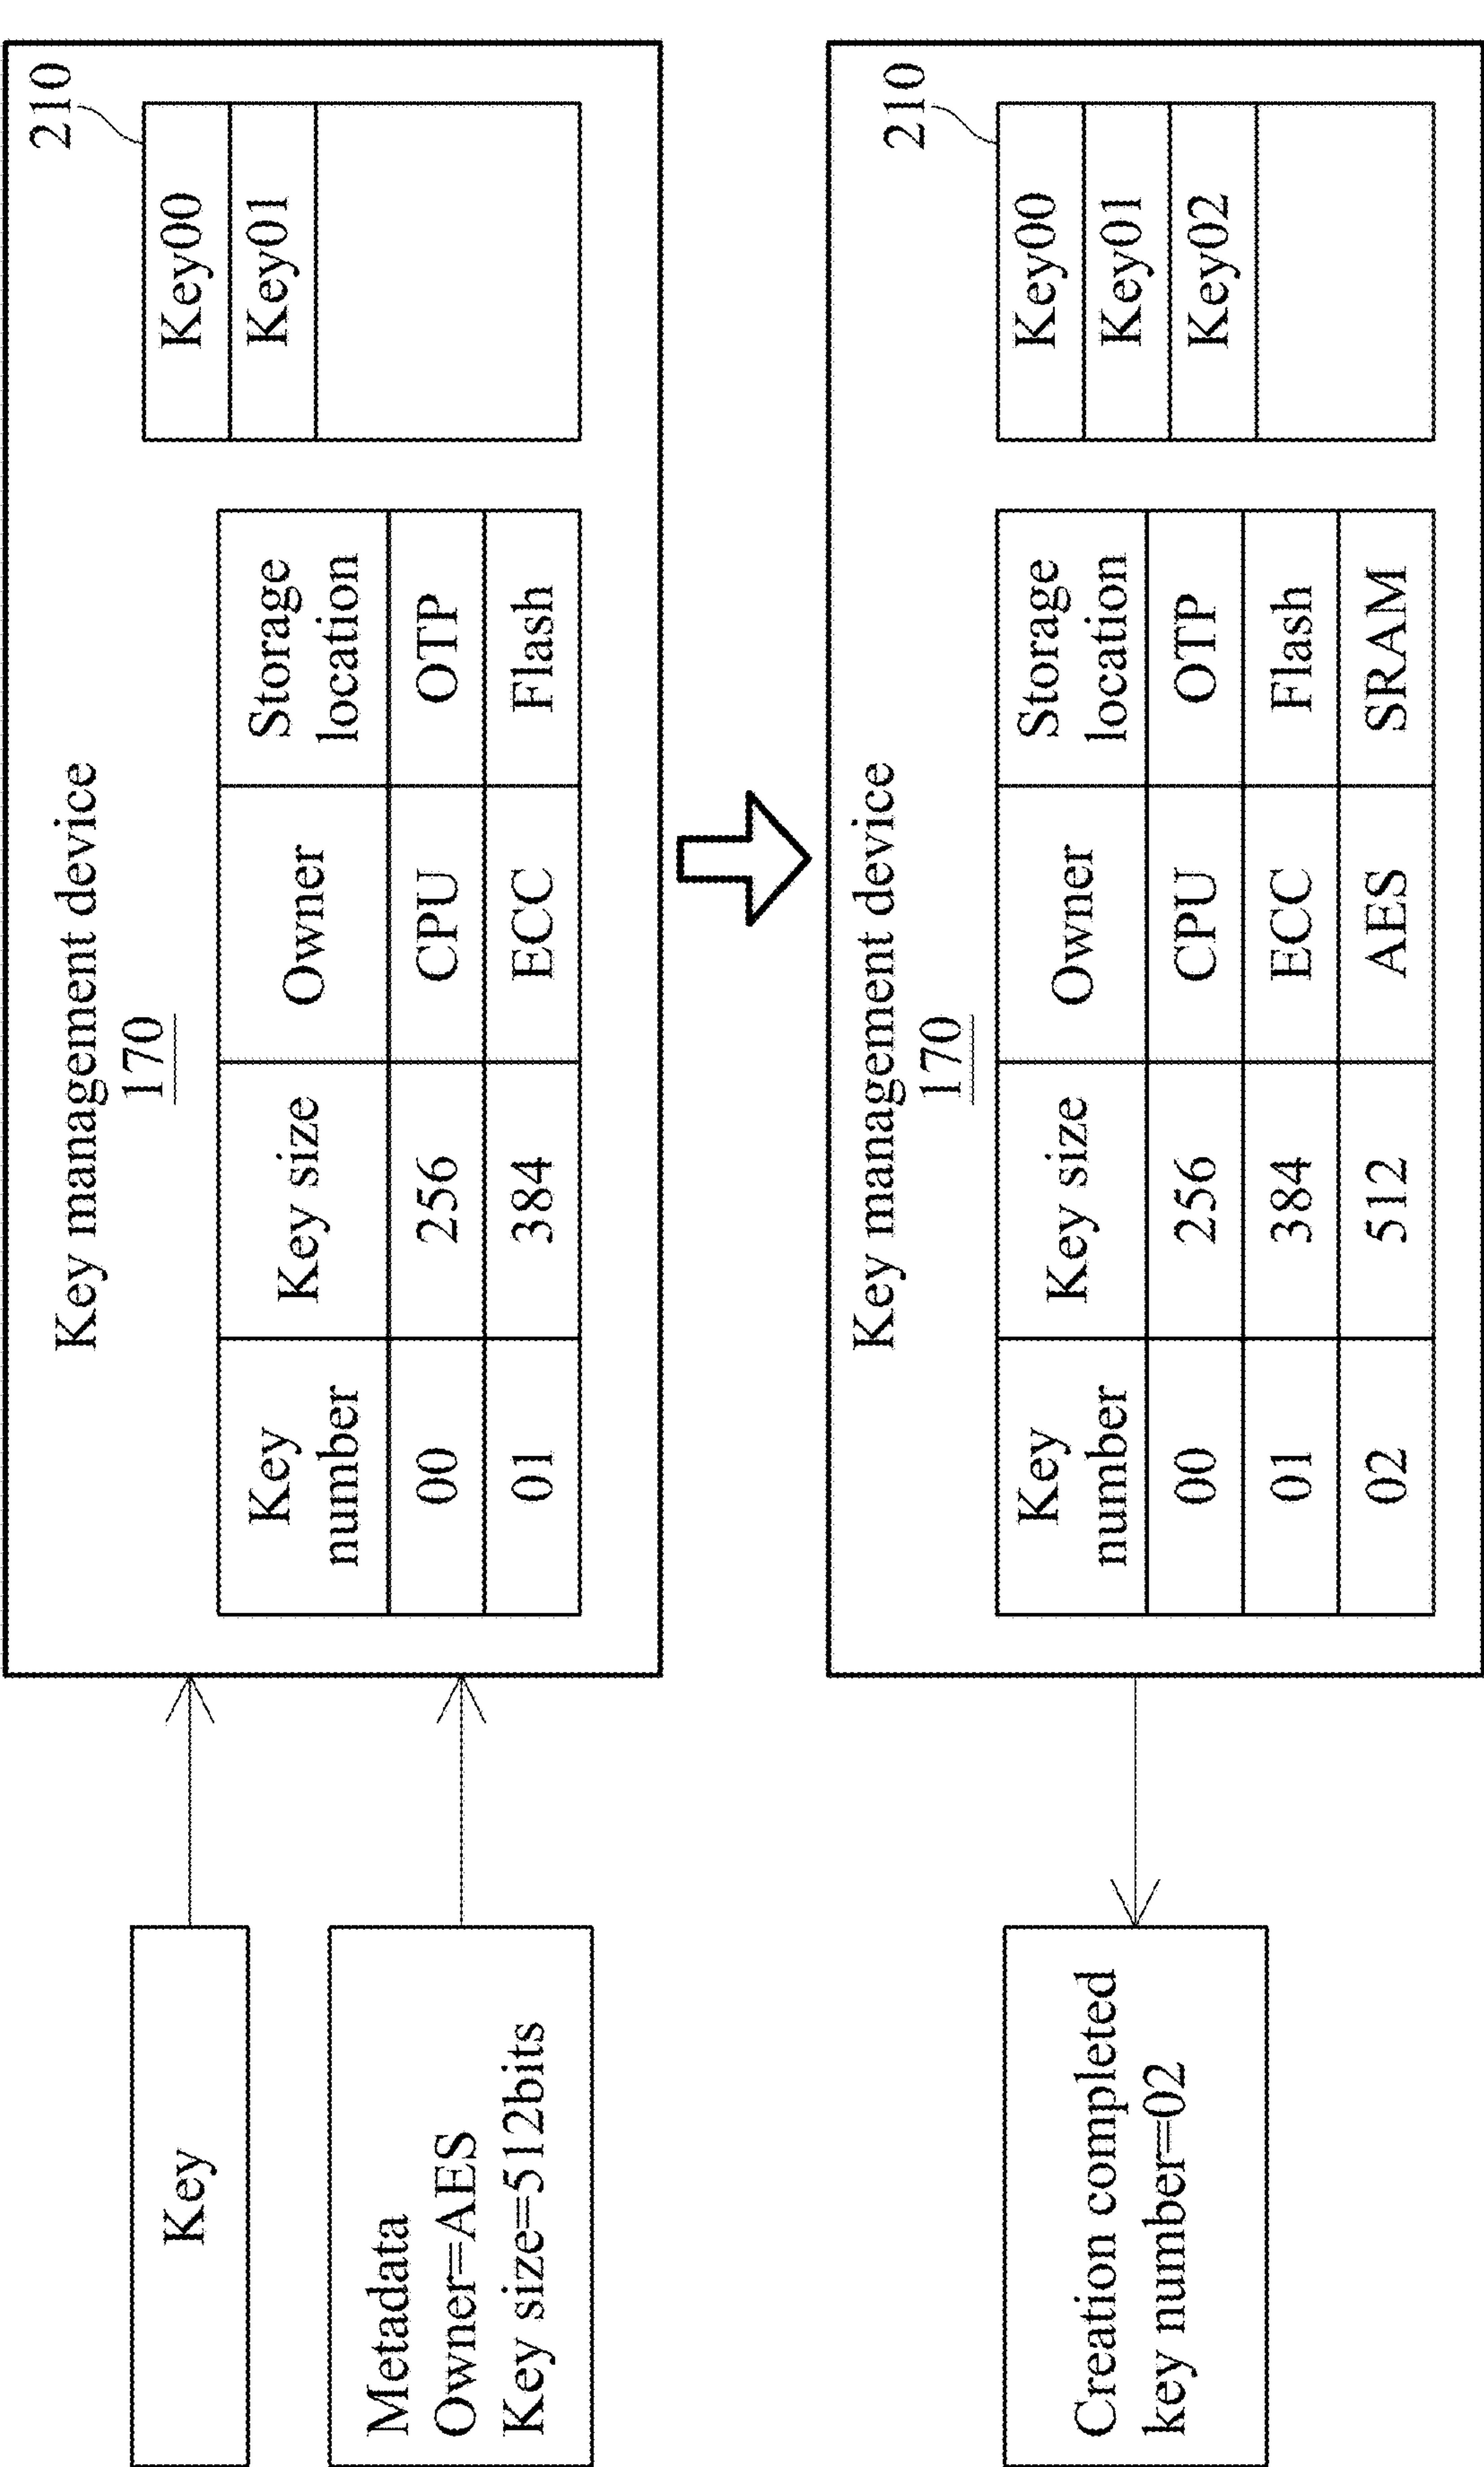 Key
Metadata
Owner=AES
Key size=512bits
Key management device
170
210
Key number
Key size
Owner
Storage location
00
256
CPU
OTP
01
384
ECC
Flash
Key00
Key01
Creation completed
key number=02
Key management device
170
210
Key number
Key size
Owner
Storage location
00
256
CPU
OTP
01
384
ECC
Flash
02
512
AES
SRAM
Key00
Key01
Key02